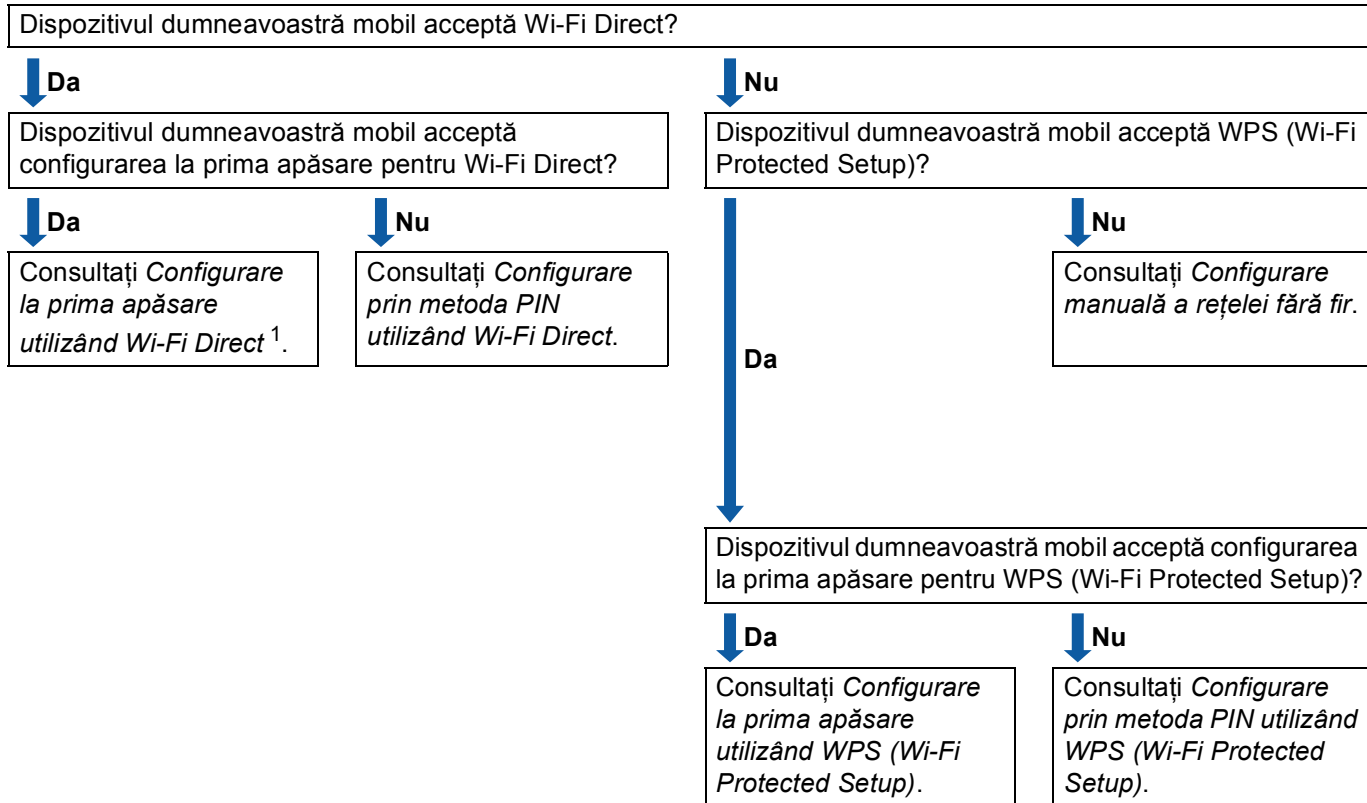 Dispozitivul dumneavoastră mobil acceptă Wi-Fi Direct?
Da
Nu
Dispozitivul dumneavoastră mobil acceptă
configurarea la prima apăsare pentru Wi-Fi Direct?
Dispozitivul dumneavoastră mobil acceptă WPS (Wi-Fi
Protected Setup)?
Da
Nu
Nu
Consultați Configurare
la prima apăsare
utilizând Wi-Fi Direct 1.
Consultați Configurare
prin metoda PIN
utilizând Wi-Fi Direct.
Consultați Configurare
manuală a rețelei fără fir.
Da
Dispozitivul dumneavoastră mobil acceptă configurarea
la prima apăsare pentru WPS (Wi-Fi Protected Setup)?
Da
Nu
Consultați Configurare
la prima apăsare
utilizând WPS (Wi-Fi
Protected Setup).
Consultați Configurare
prin metoda PIN utilizând
WPS (Wi-Fi Protected
Setup).